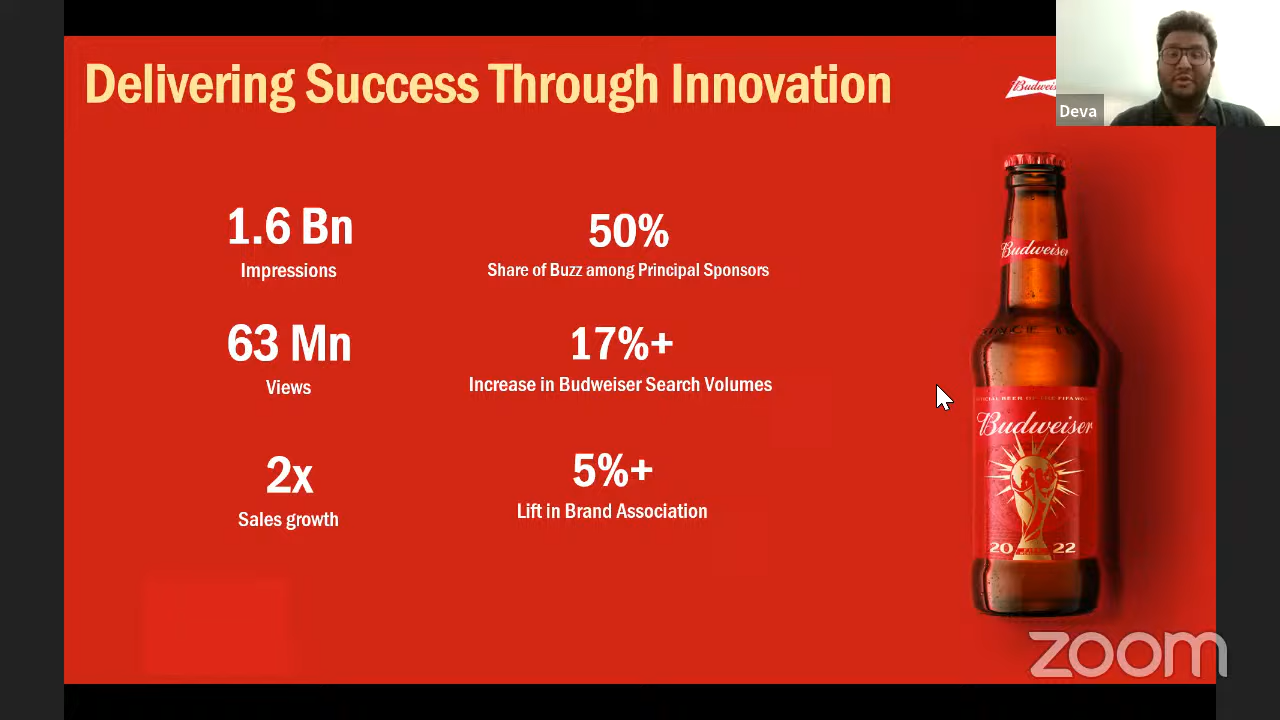 Delivering Success Through Innovation
Deva
1.6 Bn
Impressions
50%
Share of Buzz among Principal Sponsors
63 Mn
Views
17%+
Increase in Budweiser Search Volumes
2x
Sales growth
5%+
Lift in Brand Association
Budweiser
Budweiser
20 22
zoom